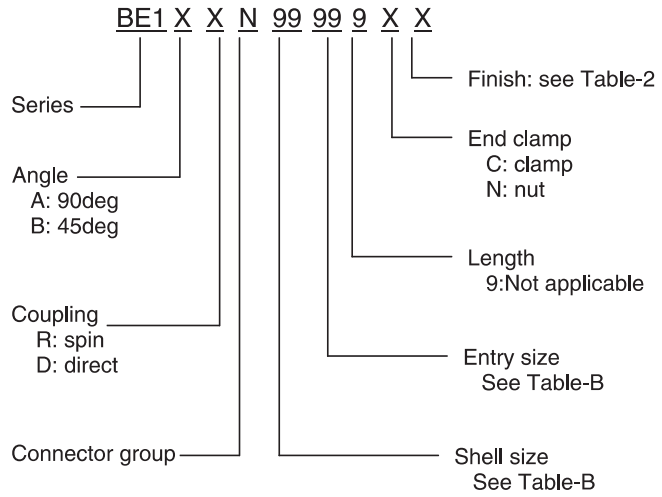 BE1 X X N 99 99 9 X X
Series
Angle
A: 90deg
B: 45deg
Coupling
R: spin
D: direct
Connector group
Finish: see Table-2
End clamp
C: clamp
N: nut
Length
9:Not applicable
Entry size
See Table-B
Shell size
See Table-B